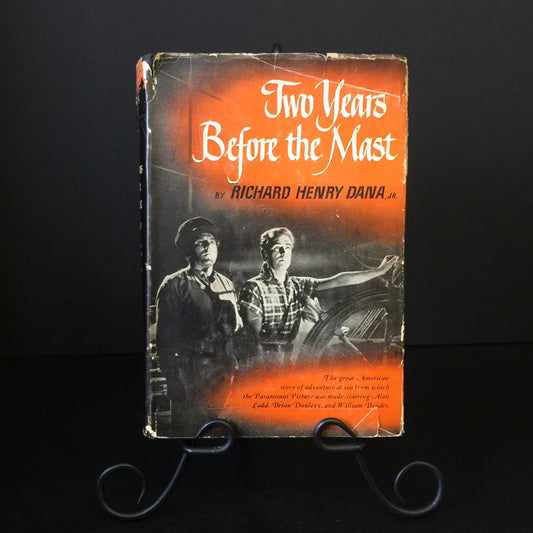 Two Years
Before the Mast
BY RICHARD HENRY DANA, JR.
The great American
story of adventure at sea from which
the Paramount Picture was made, starring Alan
Ladd, Brian Donlevy, and William Bendix.